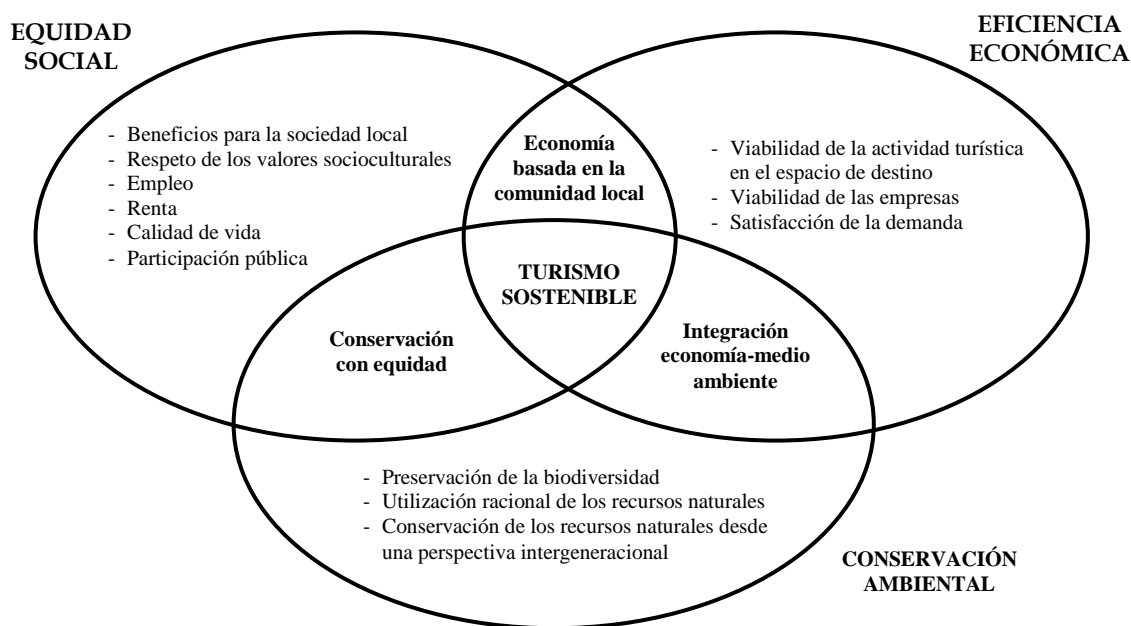 EQUIDAD
SOCIAL
EFICIENCIA
ECONÓMICA
- Beneficios para la sociedad local
- Respeto de los valores socioculturales
- Empleo
- Renta
- Calidad de vida
- Participación pública
Economía
basada en la
comunidad local
- Viabilidad de la actividad turística
en el espacio de destino
- Viabilidad de las empresas
- Satisfacción de la demanda
TURISMO
SOSTENIBLE
Conservación
con equidad
Integración
economía-medio
ambiente
- Preservación de la biodiversidad
- Utilización racional de los recursos naturales
- Conservación de los recursos naturales desde
una perspectiva intergeneracional
CONSERVACIÓN
AMBIENTAL